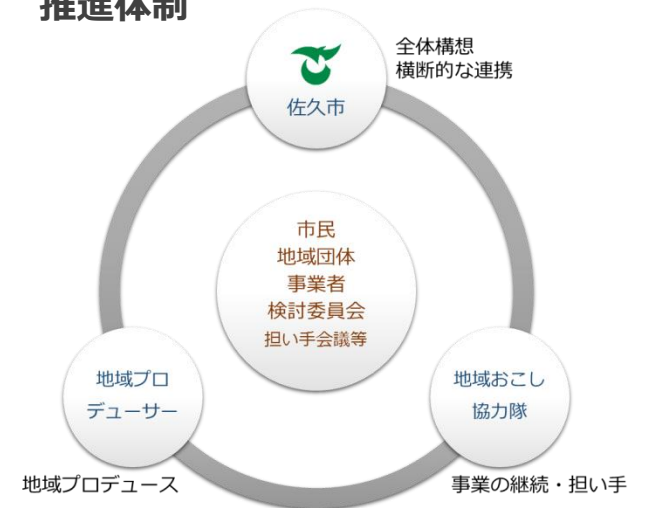 推進体制
全体構想
横断的な連携
佐久市
市民
地域団体
事業者
検討委員会
担い手会議等
地域プロ
デューサー
地域おこし
協力隊
地域プロデュース
事業の継続・担い手